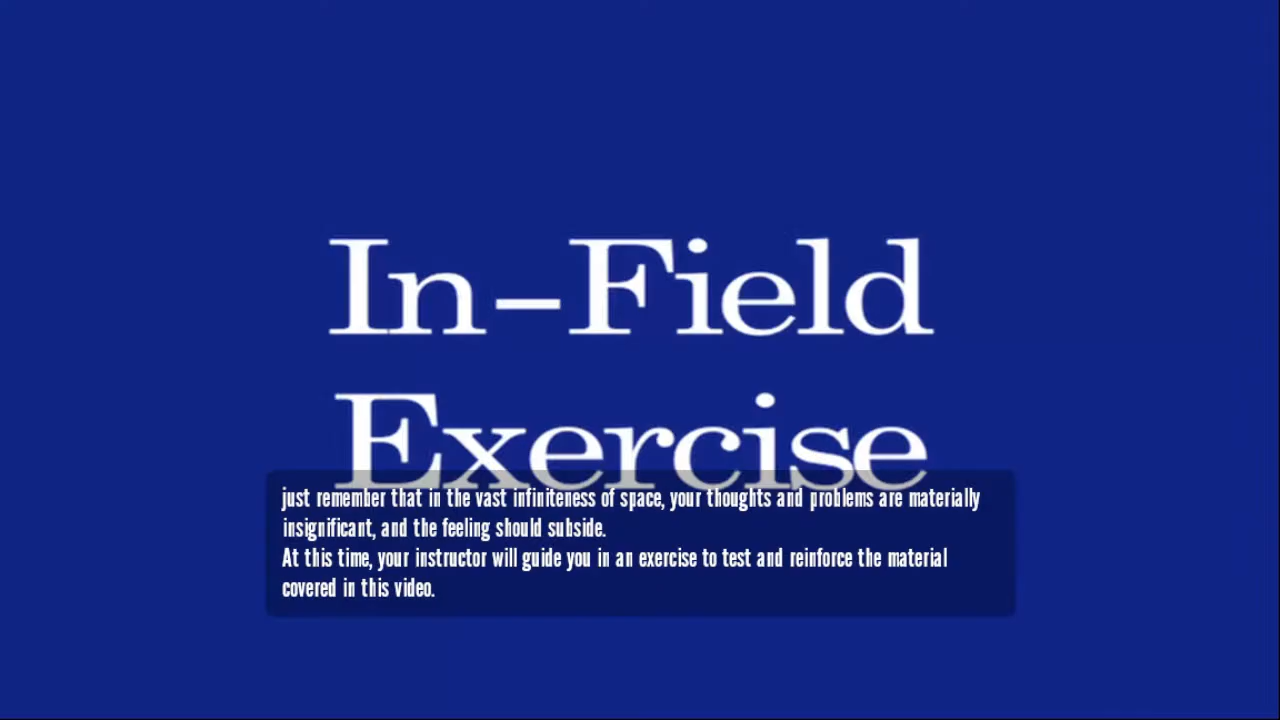 In-Field
Exercise
just remember that in the vast infiniteness of space, your thoughts and problems are materially
insignificant, and the feeling should subside.
At this time, your instructor will guide you in an exercise to test and reinforce the material
covered in this video.